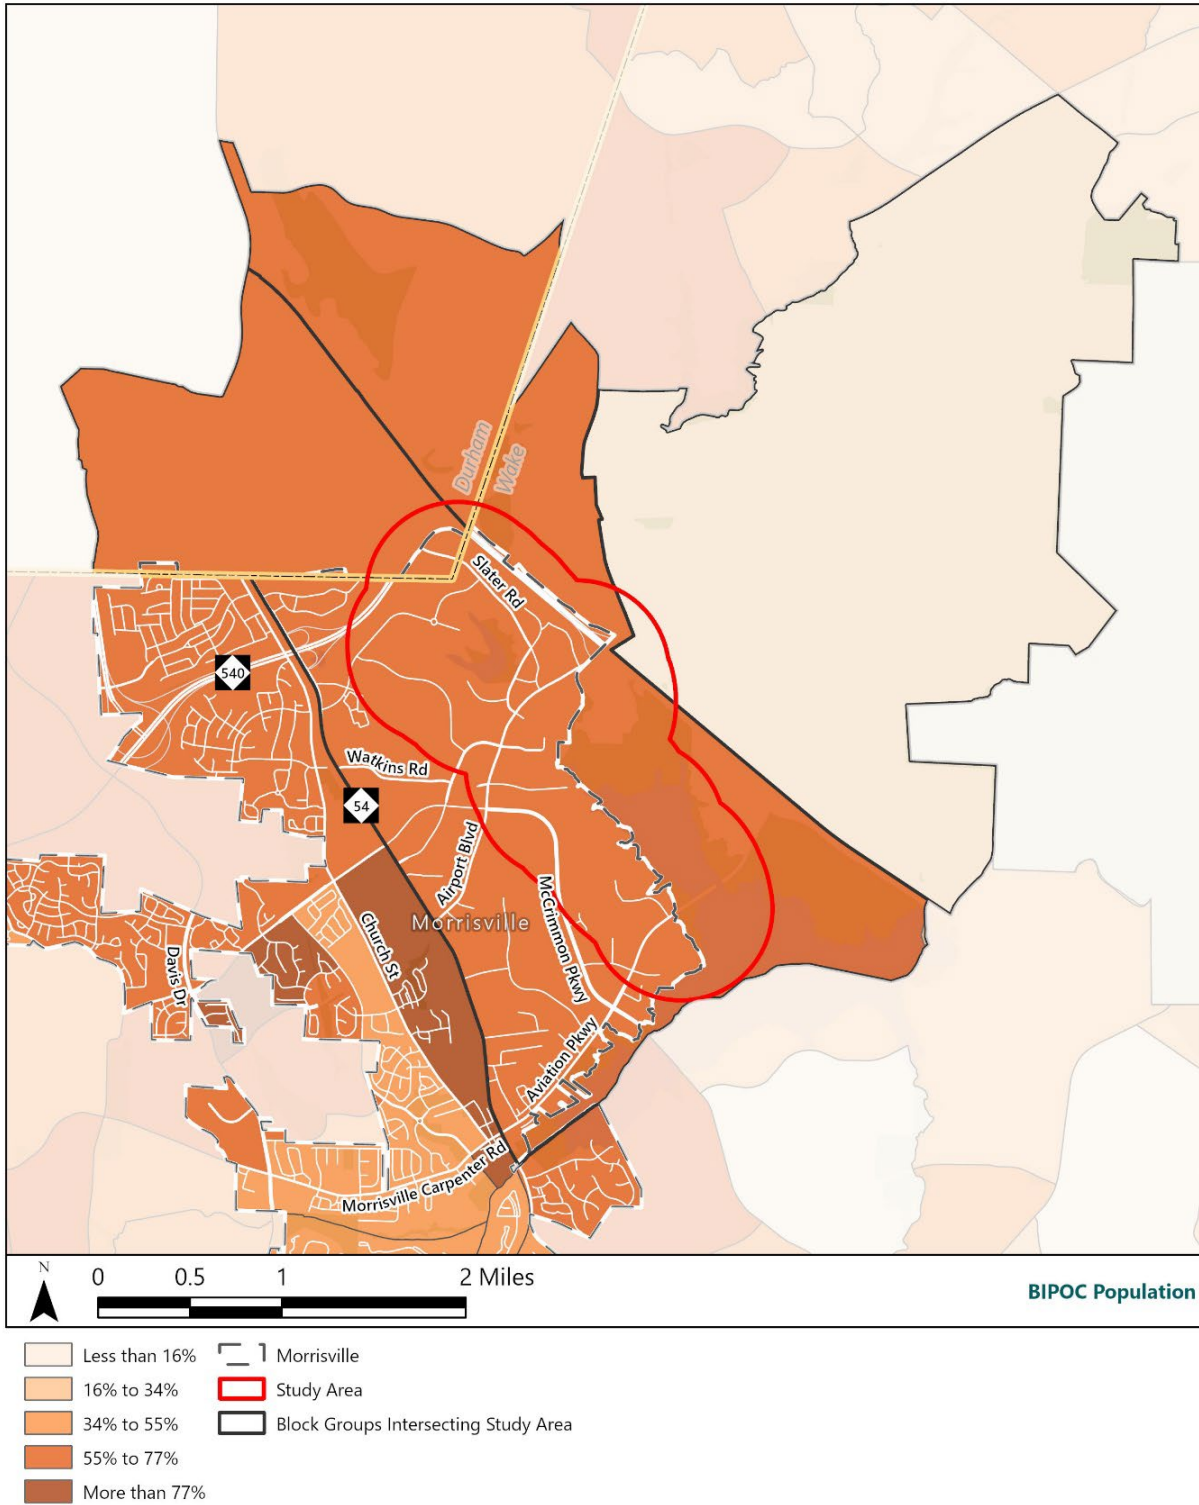 Durham
Wake
Slater Rd
540
Watkins Rd
54
Airport Blvd
McCrimmon Pkwy
Morrisville
Church St
Davis Dr
Aviation Pkwy
Morrisville Carpenter Rd
N
0 0.5 1 2 Miles
BIPOC Population
Less than 16% Morrisville
16% to 34% Study Area
34% to 55% Block Groups Intersecting Study Area
55% to 77%
More than 77%